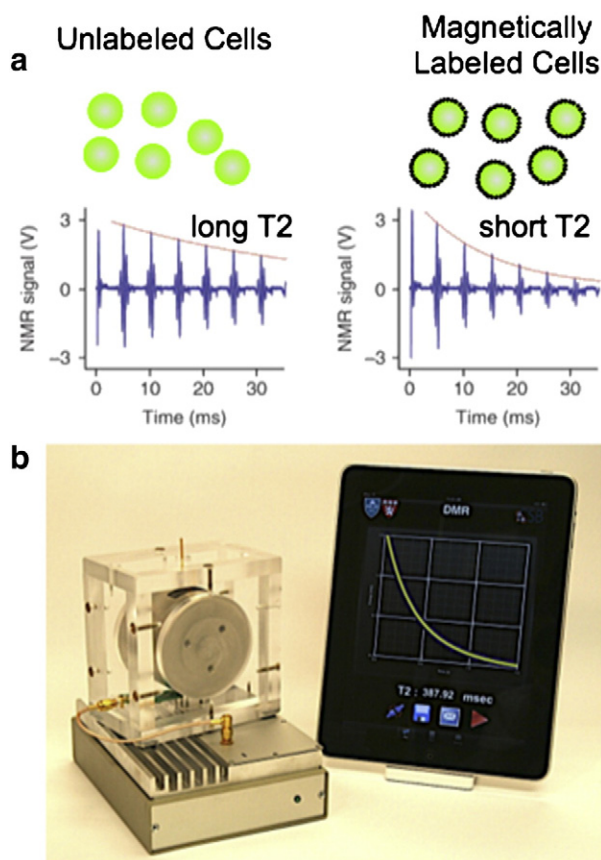 a
Unlabeled Cells
Magnetically
Labeled Cells
long T2
short T2
NMR signal (V)
3
0
−3
0 10 20 30
Time (ms)
NMR signal (V)
3
0
−3
0 10 20 30
Time (ms)
b
DMR
T2 : 387.92 msec